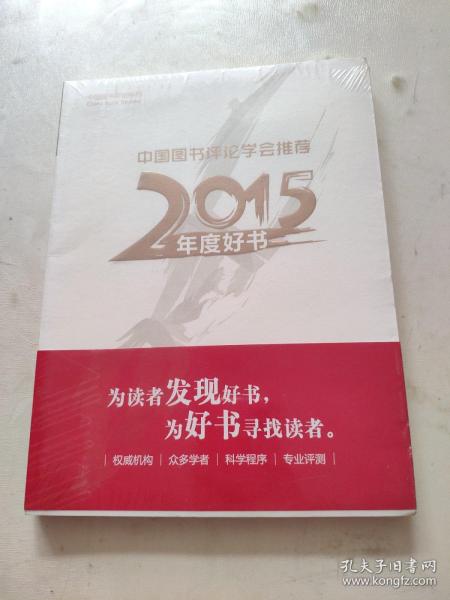 中国图书评论学会推荐
2015
年度好书
为读者发现好书，
为好书寻找读者。
| 权威机构 | 众多学者 | 科学程序 | 专业评测 |
孔夫子旧书网
www.kongfz.com